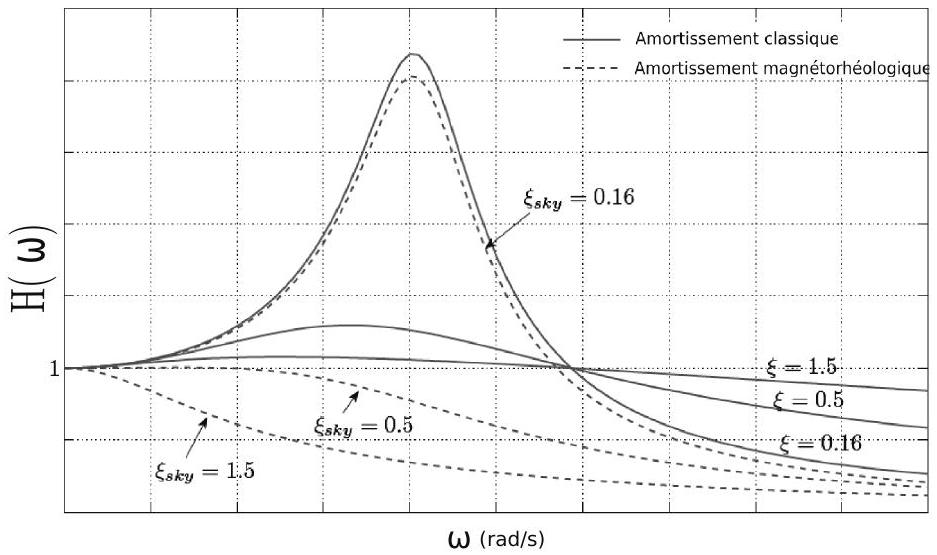 Amortissement classique
Amortissement magnétorhéologique
ξsky = 0.16
H(ω)
1
ξ = 1.5
ξ = 0.5
ξsky = 0.5
ξ = 0.16
ξsky = 1.5
ω (rad/s)